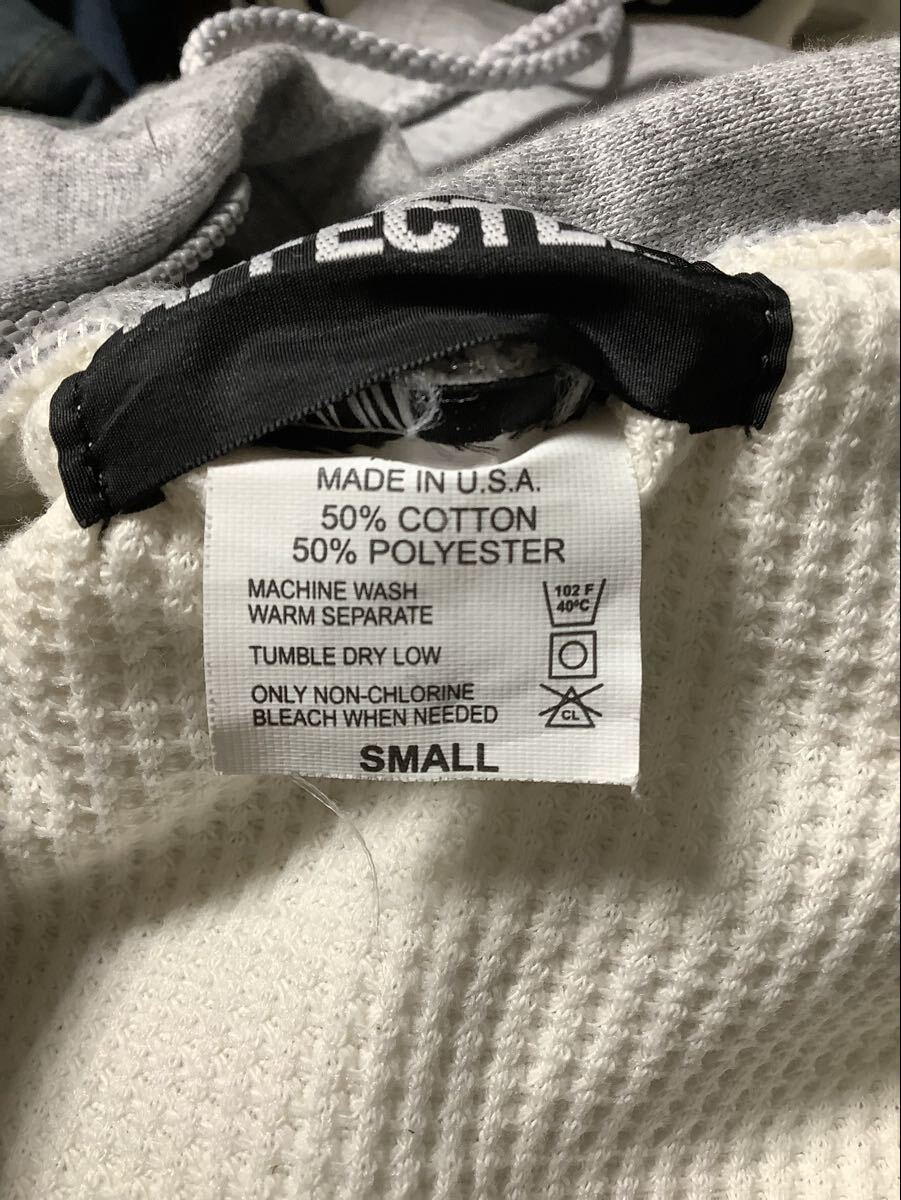 MADE IN U.S.A.
50% COTTON
50% POLYESTER
MACHINE WASH
WARM SEPARATE
102 F
40ºC
TUMBLE DRY LOW
ONLY NON-CHLORINE
BLEACH WHEN NEEDED
CL
SMALL